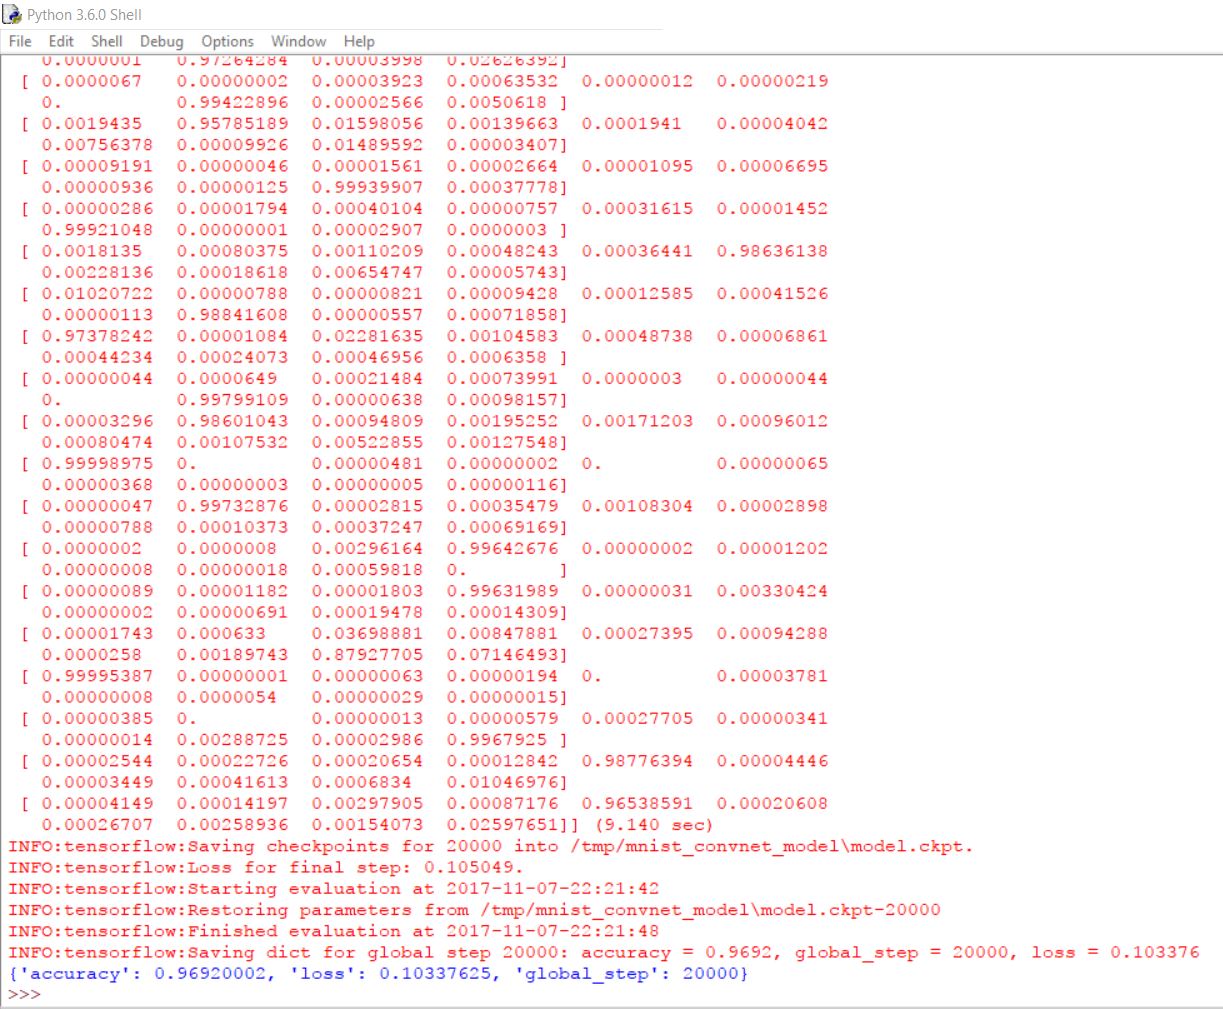 Python 3.6.0 Shell
File Edit Shell Debug Options Window Help
0.0000001 0.97264284 0.00003998 0.02626392]
[ 0.0000067 0.00000002 0.00003923 0.00063532 0.00000012 0.00000219
0. 0.99422896 0.00002566 0.0050618 ]
[ 0.0019435 0.95785189 0.01598056 0.00139663 0.0001941 0.00004042
0.00756378 0.00009926 0.01489592 0.00003407]
[ 0.00009191 0.00000046 0.00001561 0.00002664 0.00001095 0.00006695
0.00000936 0.00000125 0.99939907 0.00037778]
[ 0.00000286 0.00001794 0.00040104 0.00000757 0.00031615 0.00001452
0.99921048 0.00000001 0.00002907 0.0000003 ]
[ 0.0018135 0.00080375 0.00110209 0.00048243 0.00036441 0.98636138
0.00228136 0.00018618 0.00654747 0.00005743]
[ 0.01020722 0.00000788 0.00000821 0.00009428 0.00012585 0.00041526
0.00000113 0.98841608 0.00000557 0.00071858]
[ 0.97378242 0.00001084 0.02281635 0.00104583 0.00048738 0.00006861
0.00044234 0.00024073 0.00046956 0.0006358 ]
[ 0.00000044 0.0000649 0.00021484 0.00073991 0.0000003 0.00000044
0. 0.99799109 0.00000638 0.00098157]
[ 0.00003296 0.98601043 0.00094809 0.00195252 0.00171203 0.00096012
0.00080474 0.00107532 0.00522855 0.00127548]
[ 0.99998975 0. 0.00000481 0.00000002 0. 0.00000065
0.00000368 0.00000003 0.00000005 0.00000116]
[ 0.00000047 0.99732876 0.00002815 0.00035479 0.00108304 0.00002898
0.00000788 0.00010373 0.00037247 0.00069169]
[ 0.0000002 0.0000008 0.00296164 0.99642676 0.00000002 0.00001202
0.00000008 0.00000018 0.00059818 0. ]
[ 0.00000089 0.00001182 0.00001803 0.99631989 0.00000031 0.00330424
0.00000002 0.00000691 0.00019478 0.00014309]
[ 0.00001743 0.000633 0.03698881 0.00847881 0.00027395 0.00094288
0.0000258 0.00189743 0.87927705 0.07146493]
[ 0.99995387 0.00000001 0.00000063 0.00000194 0. 0.00003781
0.00000008 0.0000054 0.00000029 0.00000015]
[ 0.00000385 0. 0.00000013 0.00000579 0.00027705 0.00000341
0.00000014 0.00288725 0.00002986 0.9967925 ]
[ 0.00002544 0.00022726 0.00020654 0.00012842 0.98776394 0.00004446
0.00003449 0.00041613 0.0006834 0.01046976]
[ 0.00004149 0.00014197 0.00297905 0.00087176 0.96538591 0.00020608
0.00026707 0.00258936 0.00154073 0.02597651]] (9.140 sec)
INFO:tensorflow:Saving checkpoints for 20000 into /tmp/mnist_convnet_model\model.ckpt.
INFO:tensorflow:Loss for final step: 0.105049.
INFO:tensorflow:Starting evaluation at 2017-11-07-22:21:42
INFO:tensorflow:Restoring parameters from /tmp/mnist_convnet_model\model.ckpt-20000
INFO:tensorflow:Finished evaluation at 2017-11-07-22:21:48
INFO:tensorflow:Saving dict for global step 20000: accuracy = 0.9692, global_step = 20000, loss = 0.103376
{'accuracy': 0.96920002, 'loss': 0.10337625, 'global_step': 20000}
>>>